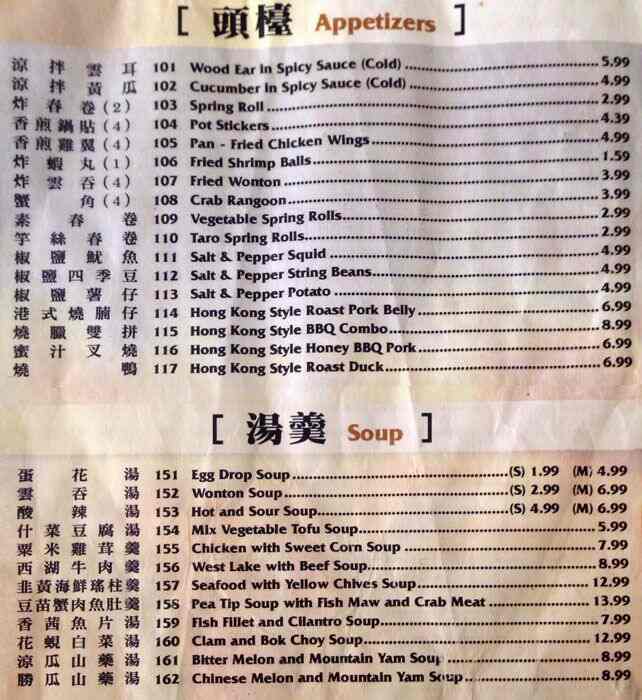 [ 頭檯 Appetizers ]
涼拌雲耳 101 Wood Ear in Spicy Sauce (Cold) 5.99
涼拌黃瓜 102 Cucumber in Spicy Sauce (Cold) 4.99
炸春卷(2) 103 Spring Roll 2.99
香煎鍋貼(4) 104 Pot Stickers 4.39
香煎雞翼(4) 105 Pan - Fried Chicken Wings 4.99
炸蝦丸(1) 106 Fried Shrimp Balls 1.59
炸雲吞(4) 107 Fried Wonton 3.99
蟹角(4) 108 Crab Rangoon 3.99
素春卷 109 Vegetable Spring Rolls 2.99
芋絲春卷 110 Taro Spring Rolls 2.99
椒鹽魷魚 111 Salt & Pepper Squid 4.99
椒鹽四季豆 112 Salt & Pepper String Beans 4.99
椒鹽薯仔 113 Salt & Pepper Potato 4.99
港式燒腩仔 114 Hong Kong Style Roast Pork Belly 6.99
燒臘雙拼 115 Hong Kong Style BBQ Combo 8.99
蜜汁叉燒 116 Hong Kong Style Honey BBQ Pork 6.99
燒鴨 117 Hong Kong Style Roast Duck 6.99
[ 湯羹 Soup ]
蛋花湯 151 Egg Drop Soup (S) 1.99 (M) 4.99
雲吞湯 152 Wonton Soup (S) 2.99 (M) 6.99
酸辣湯 153 Hot and Sour Soup (S) 4.99 (M) 6.99
什菜豆腐湯 154 Mix Vegetable Tofu Soup 5.99
粟米雞茸羹 155 Chicken with Sweet Corn Soup 7.99
西湖牛肉羹 156 West Lake with Beef Soup 8.99
韭黃海鮮瑤柱羹 157 Seafood with Yellow Chives Soup 12.99
豆苗蟹肉魚肚羹 158 Pea Tip Soup with Fish Maw and Crab Meat 13.99
香茜魚片湯 159 Fish Fillet and Cilantro Soup 7.99
花蜆白菜湯 160 Clam and Bok Choy Soup 12.99
涼瓜山藥湯 161 Bitter Melon and Mountain Yam Soup 8.99
勝瓜山藥湯 162 Chinese Melon and Mountain Yam Soup 8.99